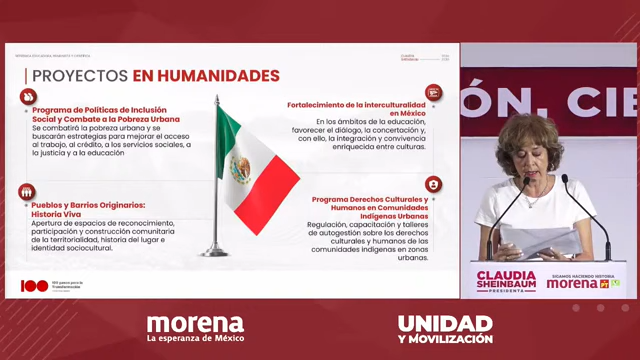 PROYECTOS EN HUMANIDADES
Programa de Políticas de Inclusión
Social y Combate a la Pobreza Urbana
Se combatirá la pobreza urbana y se
buscarán estrategias para mejorar el acceso
al trabajo, al crédito, a los servicios sociales, a
la justicia y a la educación
Pueblos y Barrios Originarios:
Historia Viva
Apertura de espacios de reconocimiento,
participación y construcción comunitaria
de la territorialidad, historia del lugar e
identidad sociocultural.
Fortalecimiento de la interculturalidad
en México
En los ámbitos de la educación,
favorecer el diálogo, la concertación y,
con ello, la integración y convivencia
enriquecida entre culturas.
Programa Derechos Culturales y
Humanos en Comunidades
Indígenas Urbanas
Regulación, capacitación y talleres
de autogestión sobre los derechos
culturales y humanos de las
comunidades indígenas en zonas
urbanas.
100
ÓN, CIE
CLAUDIA
SHEINBAUM
PRESIDENTA
SIGAMOS HACIENDO HISTORIA
morena PT
morena
La esperanza de México
UNIDAD
Y MOVILIZACIÓN